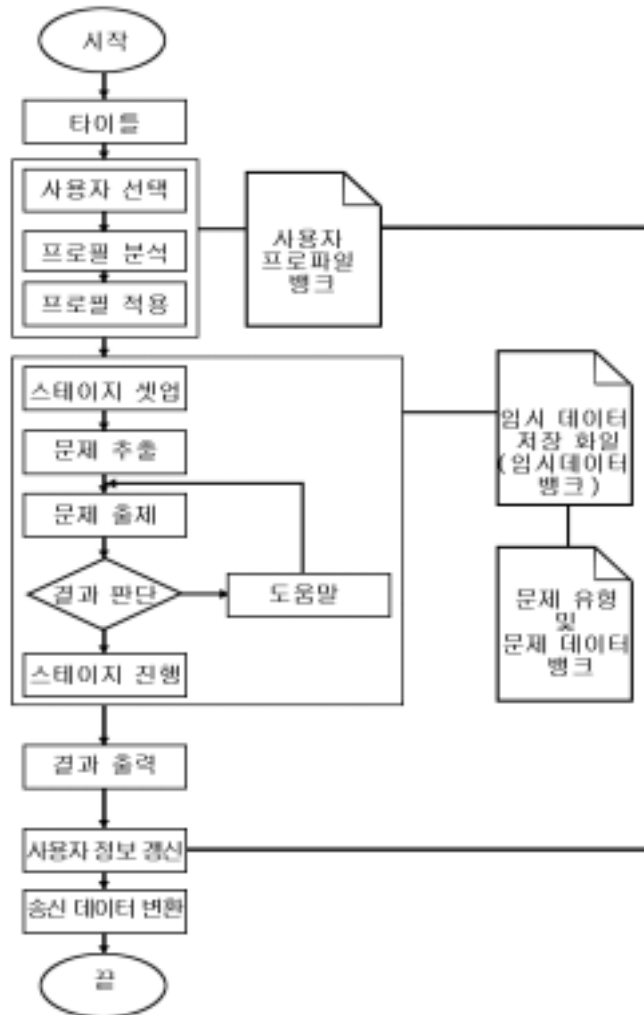 시작
타이틀
사용자 선택
프로필 분석
프로필 적용
사용자
프로파일
뱅크
스테이지 셋업
문제 추출
문제 출제
결과 판단
도움말
스테이지 진행
임시 데이터
저장 화일
(임시데이터
뱅크)
문제 유형
및
문제 데이터
뱅크
결과 출력
사용자 정보 갱신
송신 데이터 변환
끝